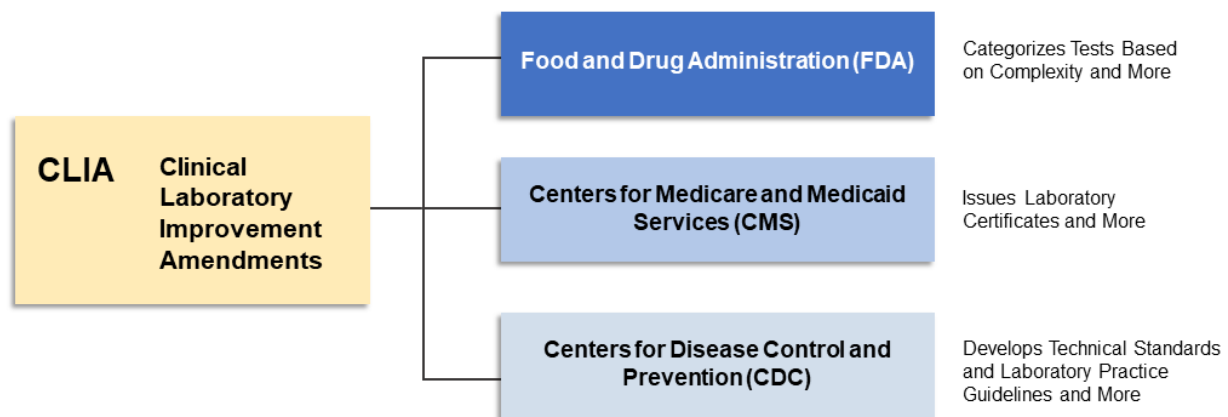 CLIA
Clinical
Laboratory
Improvement
Amendments
Food and Drug Administration (FDA)
Categorizes Tests Based
on Complexity and More
Centers for Medicare and Medicaid
Services (CMS)
Issues Laboratory
Certificates and More
Centers for Disease Control and
Prevention (CDC)
Develops Technical Standards
and Laboratory Practice
Guidelines and More